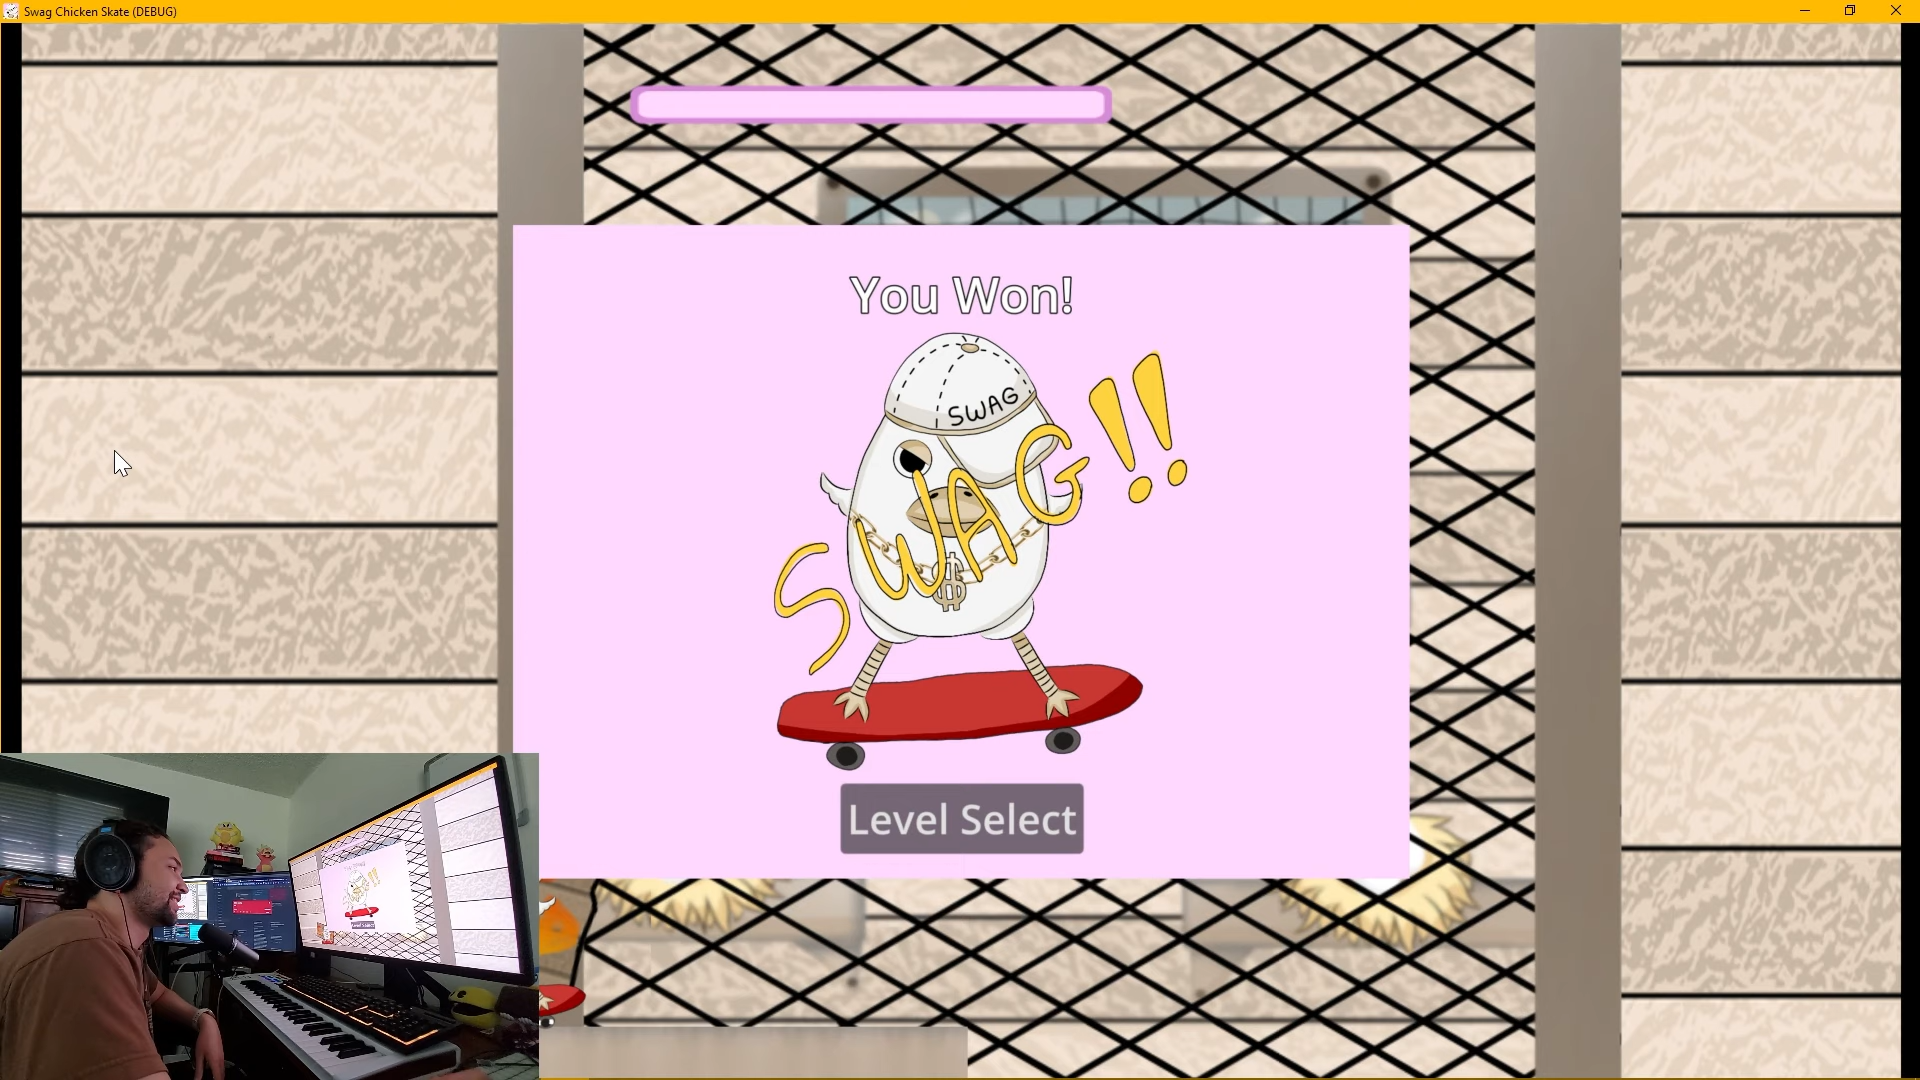 Swag Chicken Skate (DEBUG)
You Won!
SWAG
SWAG!!
$
Level Select